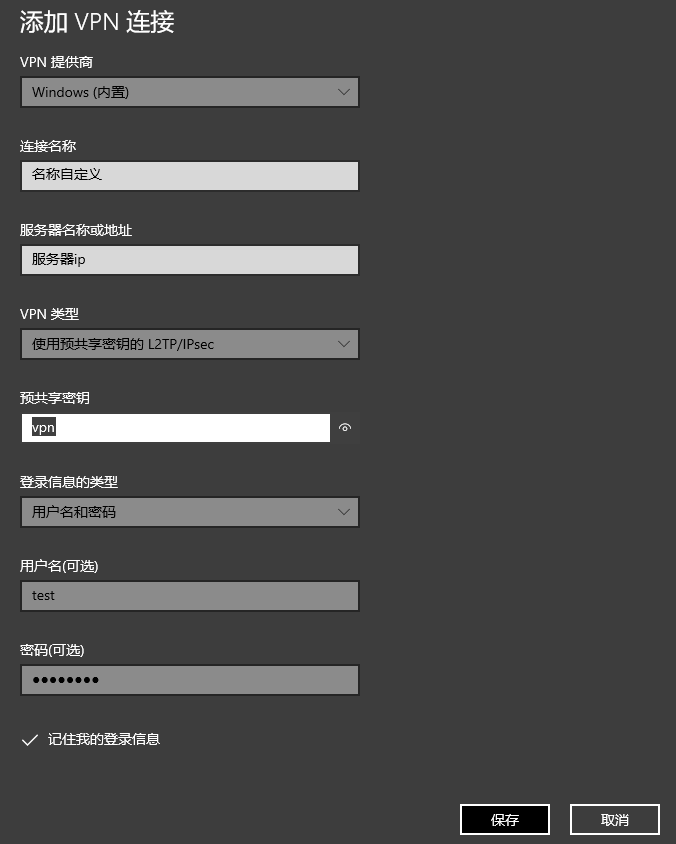 添加 VPN 连接
VPN 提供商
Windows (内置)
连接名称
名称自定义
服务器名称或地址
服务器ip
VPN 类型
使用预共享密钥的 L2TP/IPsec
预共享密钥
vpn
登录信息的类型
用户名和密码
用户名(可选)
test
密码(可选)
●●●●●●●●
记住我的登录信息
保存
取消